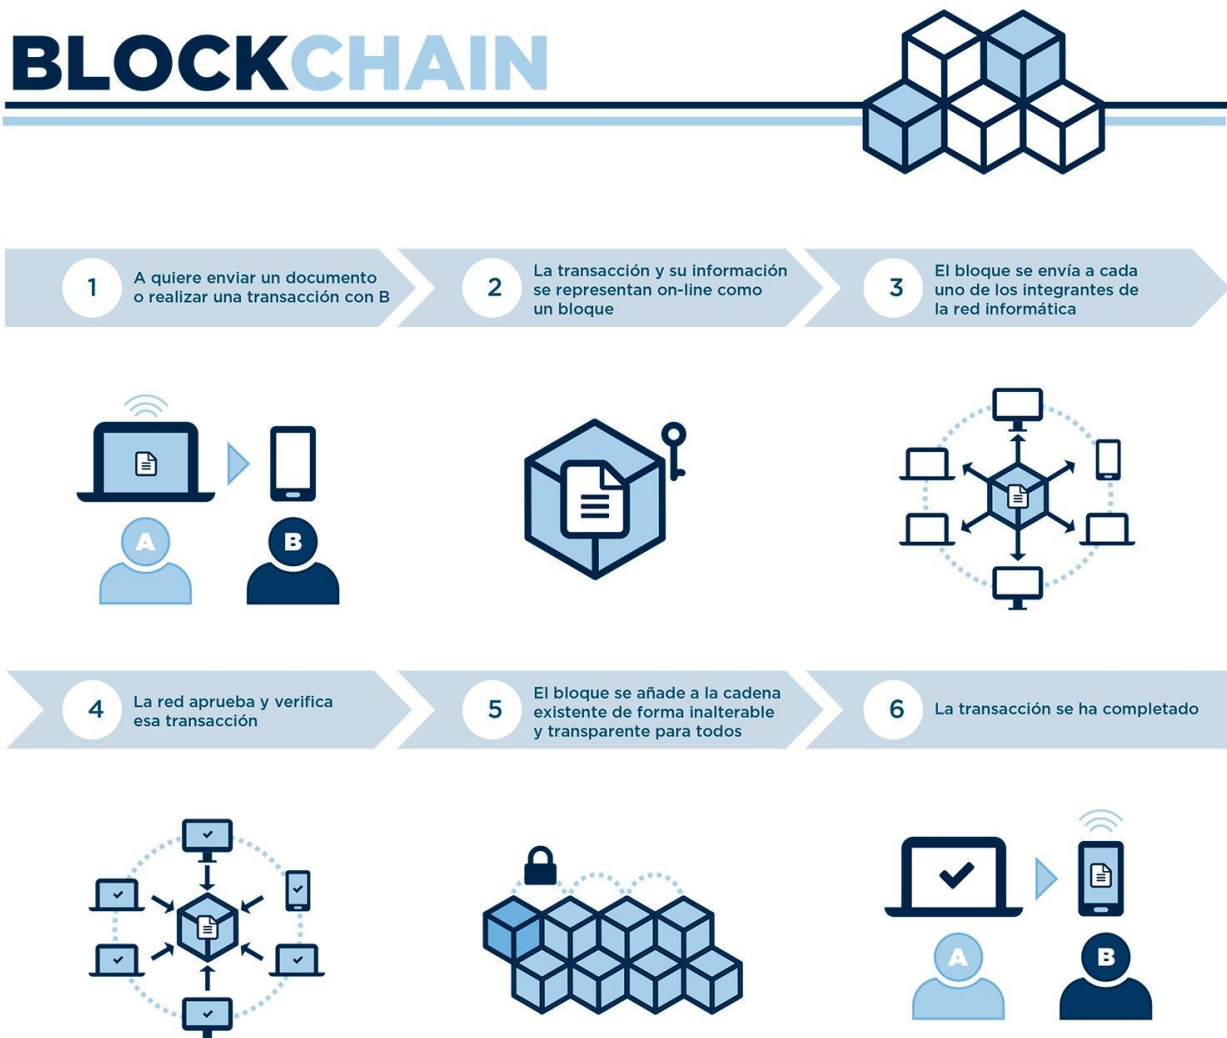 BLOCKCHAIN
1
A quiere enviar un documento
o realizar una transacción con B
2
La transacción y su información
se representan on-line como
un bloque
3
El bloque se envía a cada
uno de los integrantes de
la red informática
A
B
4
La red aprueba y verifica
esa transacción
5
El bloque se añade a la cadena
existente de forma inalterable
y transparente para todos
6
La transacción se ha completado
A
B